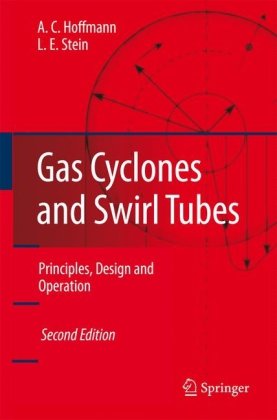 A. C. Hoffmann
L. E. Stein
Gas Cyclones
and Swirl Tubes
Principles, Design and
Operation
Second Edition
Springer